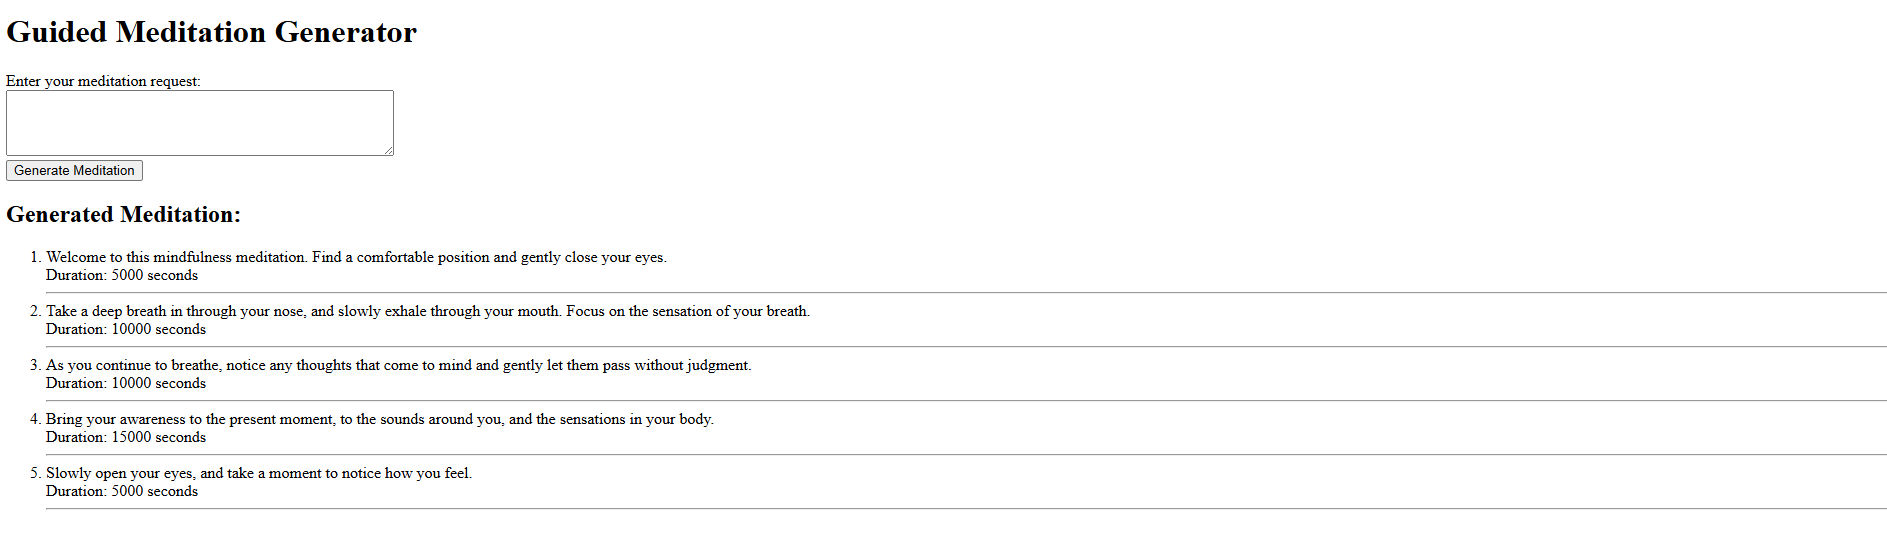 Guided Meditation Generator
Enter your meditation request:
Generate Meditation
Generated Meditation:
1. Welcome to this mindfulness meditation. Find a comfortable position and gently close your eyes.
Duration: 5000 seconds
2. Take a deep breath in through your nose, and slowly exhale through your mouth. Focus on the sensation of your breath.
Duration: 10000 seconds
3. As you continue to breathe, notice any thoughts that come to mind and gently let them pass without judgment.
Duration: 10000 seconds
4. Bring your awareness to the present moment, to the sounds around you, and the sensations in your body.
Duration: 15000 seconds
5. Slowly open your eyes, and take a moment to notice how you feel.
Duration: 5000 seconds